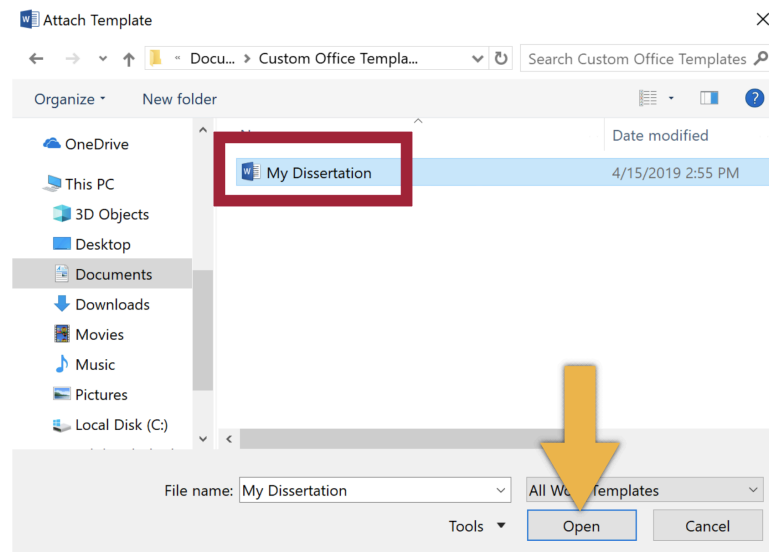 Attach Template
« Docu... > Custom Office Templa...
Search Custom Office Templates
Organize
New folder
Date modified
OneDrive
My Dissertation
4/15/2019 2:55 PM
This PC
3D Objects
Desktop
Documents
Downloads
Movies
Music
Pictures
Local Disk (C:)
File name: My Dissertation
All Templates
Tools
Open
Cancel